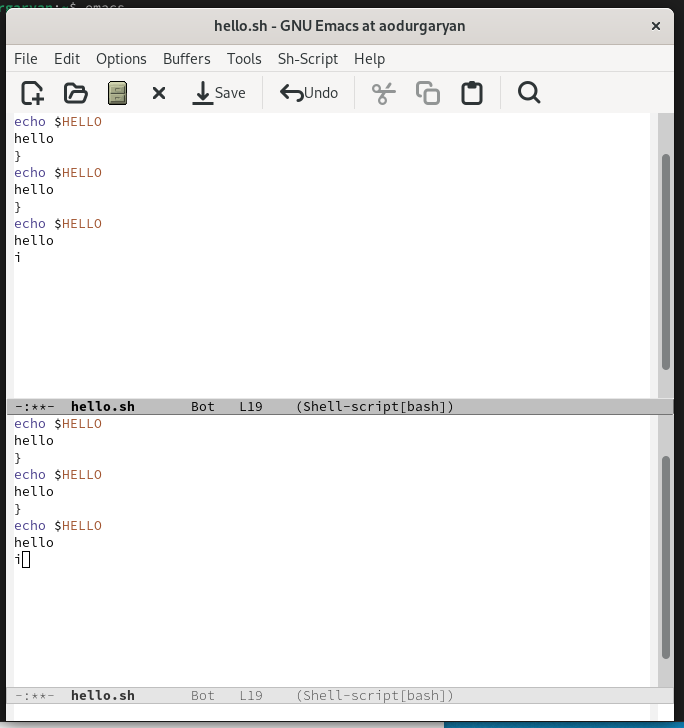 hello.sh - GNU Emacs at aodurgaryan ×
File Edit Options Buffers Tools Sh-Script Help
Save Undo
echo $HELLO
hello
}
echo $HELLO
hello
}
echo $HELLO
hello
i
-:**- hello.sh Bot L19 (Shell-script[bash])
echo $HELLO
hello
}
echo $HELLO
hello
}
echo $HELLO
hello
i
-:**- hello.sh Bot L19 (Shell-script[bash])